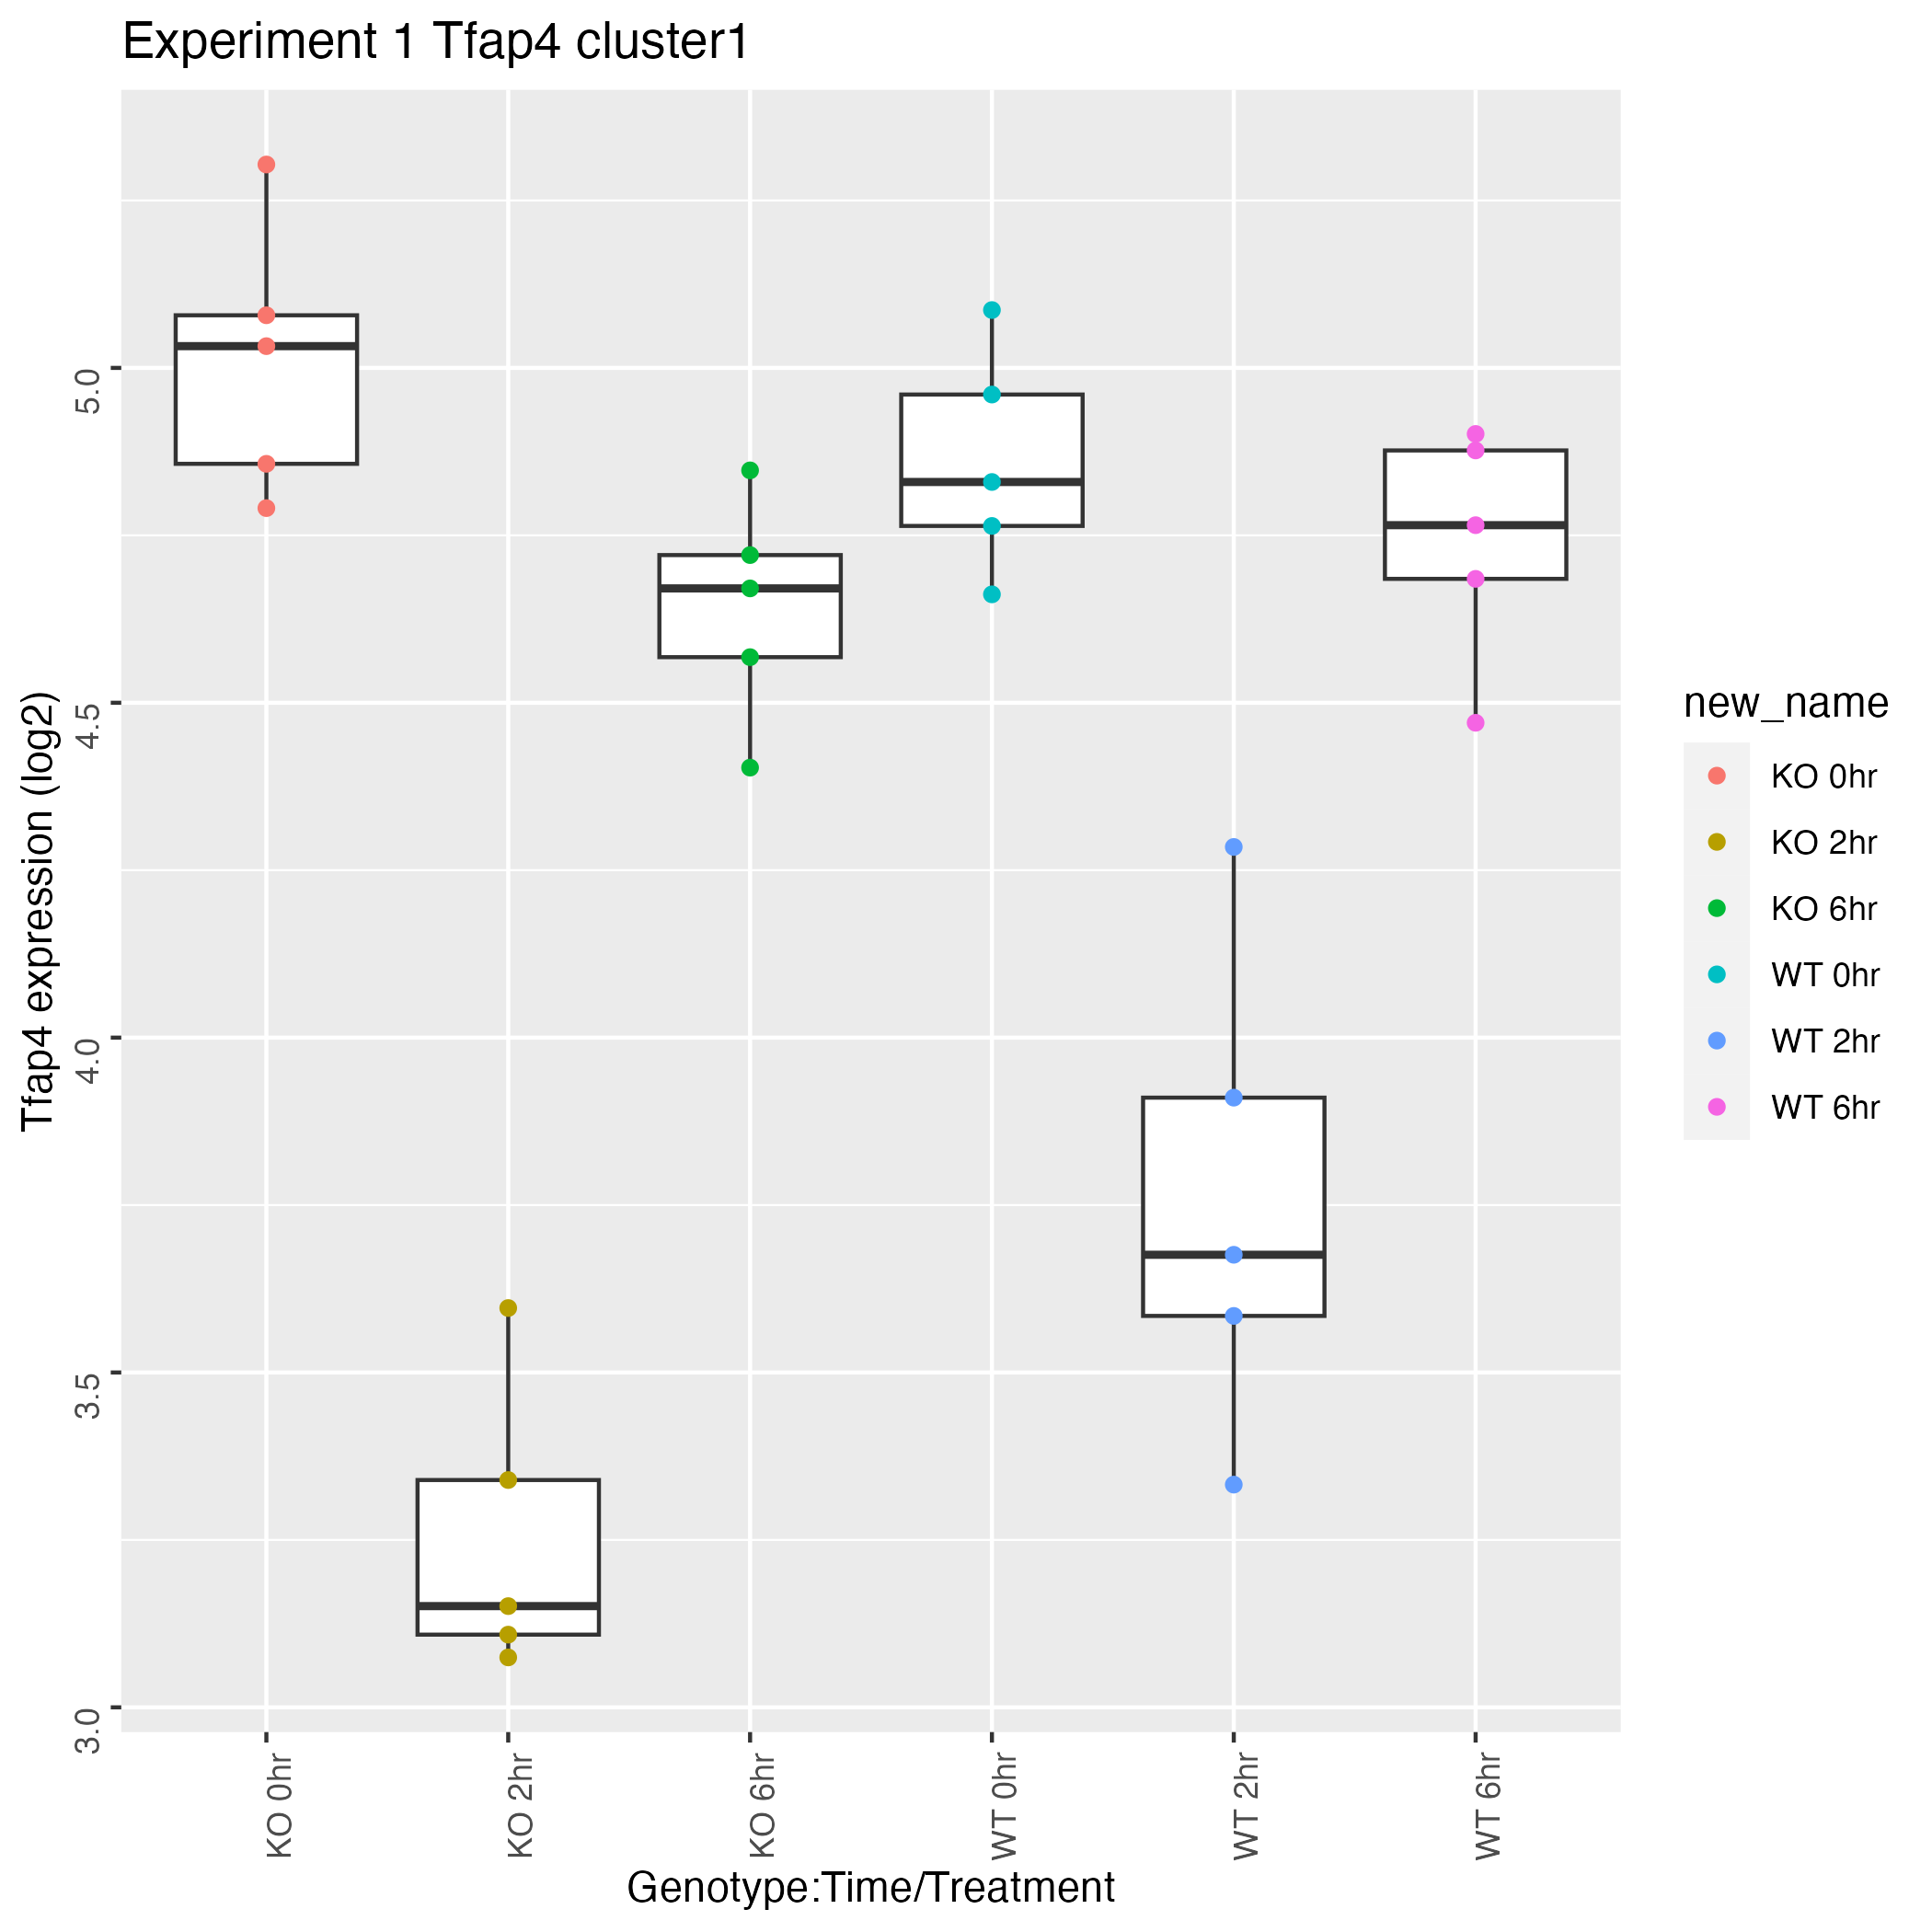 Experiment 1 Tfap4 cluster1
Tfap4 expression (log2)
5.0
4.5
4.0
3.5
3.0
KO 0hr
KO 2hr
KO 6hr
WT 0hr
WT 2hr
WT 6hr
Genotype:Time/Treatment
new_name
KO 0hr
KO 2hr
KO 6hr
WT 0hr
WT 2hr
WT 6hr